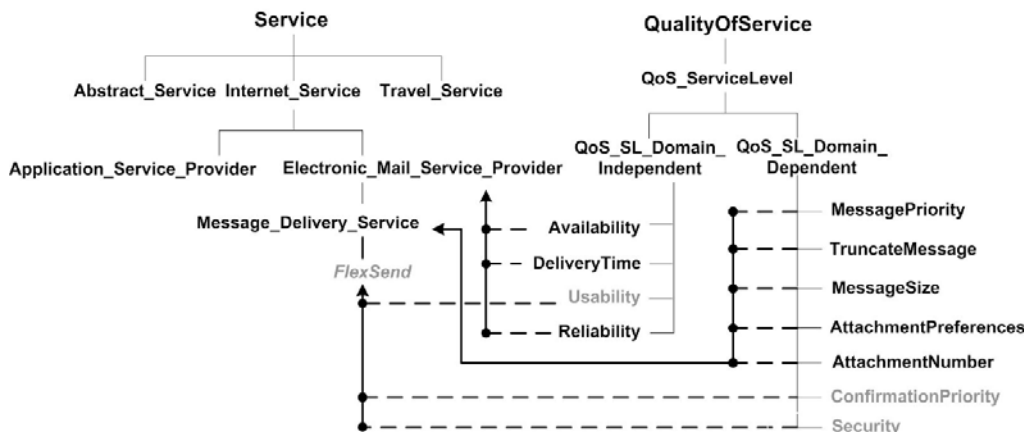 Service
QualityOfService
QoS_ServiceLevel
Abstract_Service Internet_Service Travel_Service
QoS_SL_Domain_
Independent
QoS_SL_Domain_
Dependent
Application_Service_Provider
Electronic_Mail_Service_Provider
Message_Delivery_Service
FlexSend
Availability
DeliveryTime
Usability
Reliability
MessagePriority
TruncateMessage
MessageSize
AttachmentPreferences
AttachmentNumber
ConfirmationPriority
Security